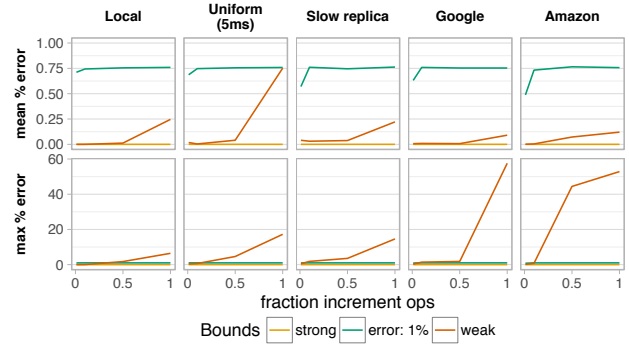 Local Uniform (5ms) Slow replica Google Amazon
mean % error
1.00
0.75
0.50
0.25
0.00
max % error
60
40
20
0
0 0.5 1 0 0.5 1 0 0.5 1 0 0.5 1 0 0.5 1
fraction increment ops
Bounds strong error: 1% weak